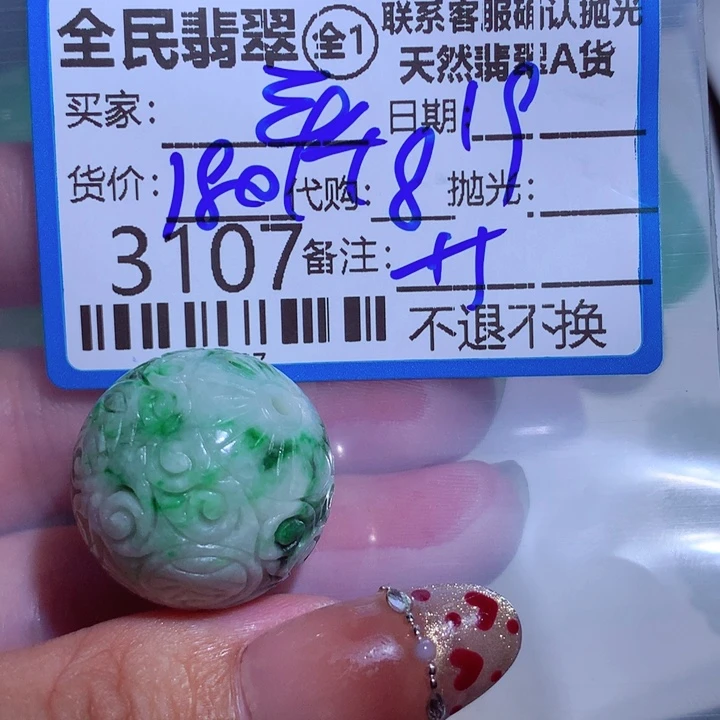 全民翡翠 全1 联系客服确认抛光
天然翡翠A货
买家： 日期：19
货价：180 代购：8 抛光：
3107 备注：
不退不换